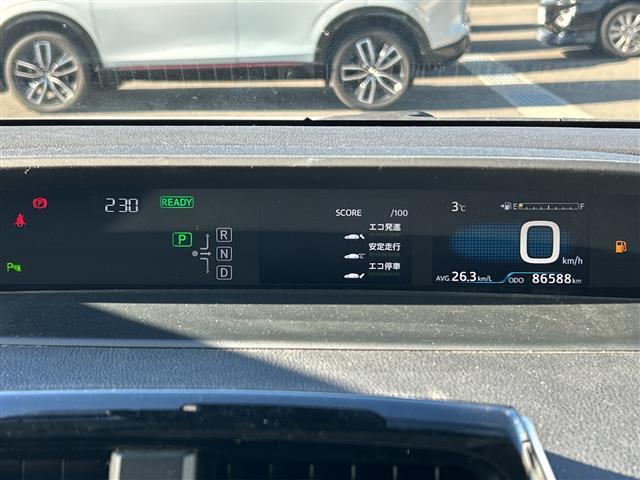 2:30
READY
P
R
N
D
P
P
SCORE /100
エコ発進
安定走行
エコ停車
3℃
E F
0 km/h
AVG. 26.3 km/L
ODO 86588 km